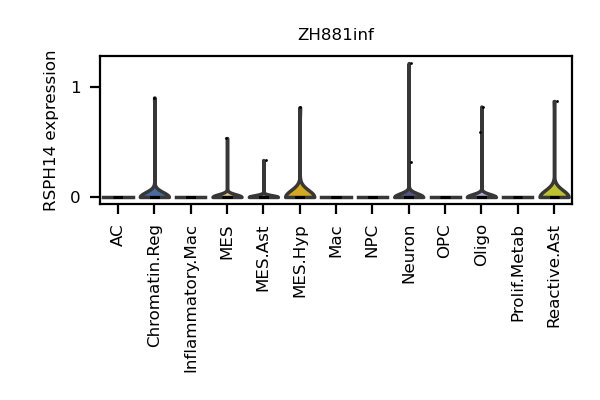 ZH881inf
RSPH14 expression
1
0
AC
Chromatin.Reg
Inflammatory.Mac
MES
MES.Ast
MES.Hyp
Mac
NPC
Neuron
OPC
Oligo
Prolif.Metab
Reactive.Ast